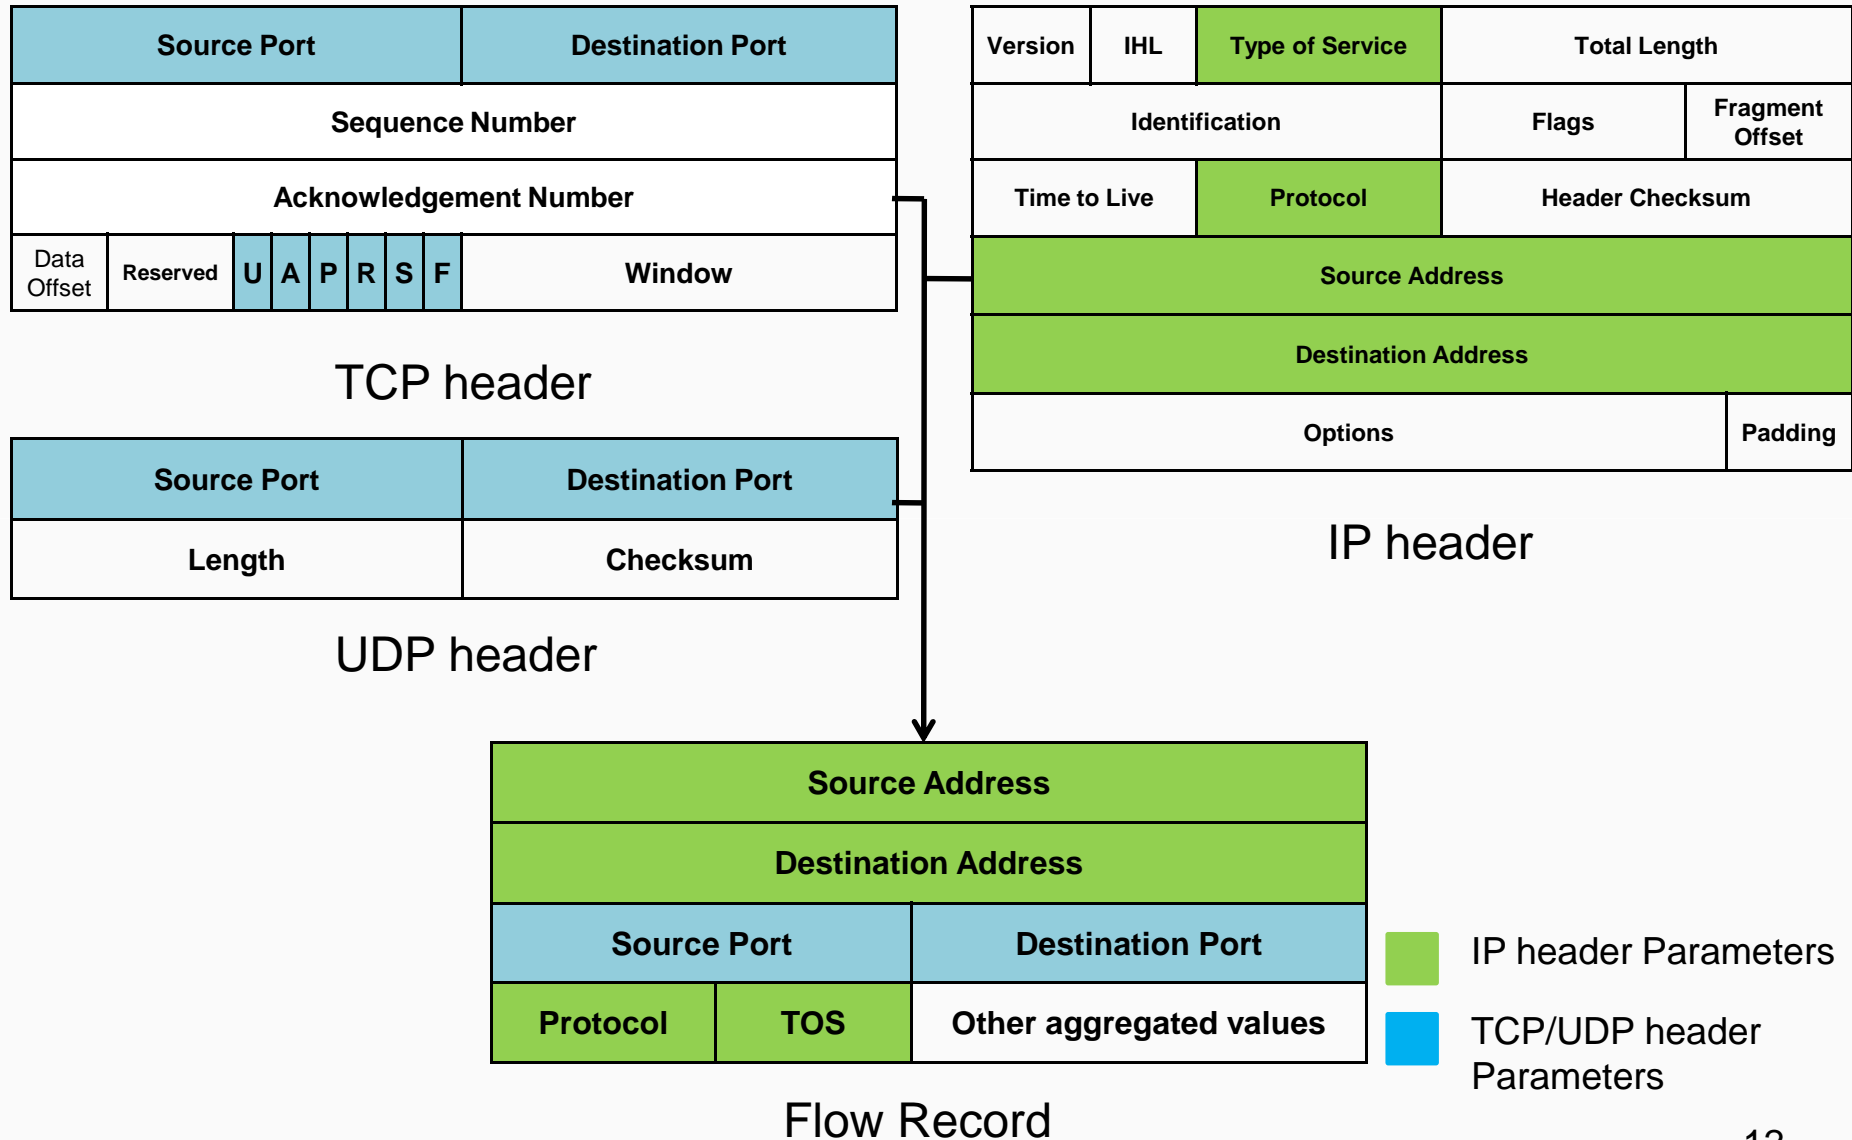 Source Port Destination Port
Sequence Number
Acknowledgement Number
Data Offset Reserved U A P R S F Window
TCP header
Source Port Destination Port
Length Checksum
UDP header
Version IHL Type of Service Total Length
Identification Flags Fragment Offset
Time to Live Protocol Header Checksum
Source Address
Destination Address
Options Padding
IP header
Source Address
Destination Address
Source Port Destination Port
Protocol TOS Other aggregated values
Flow Record
IP header Parameters
TCP/UDP header
Parameters